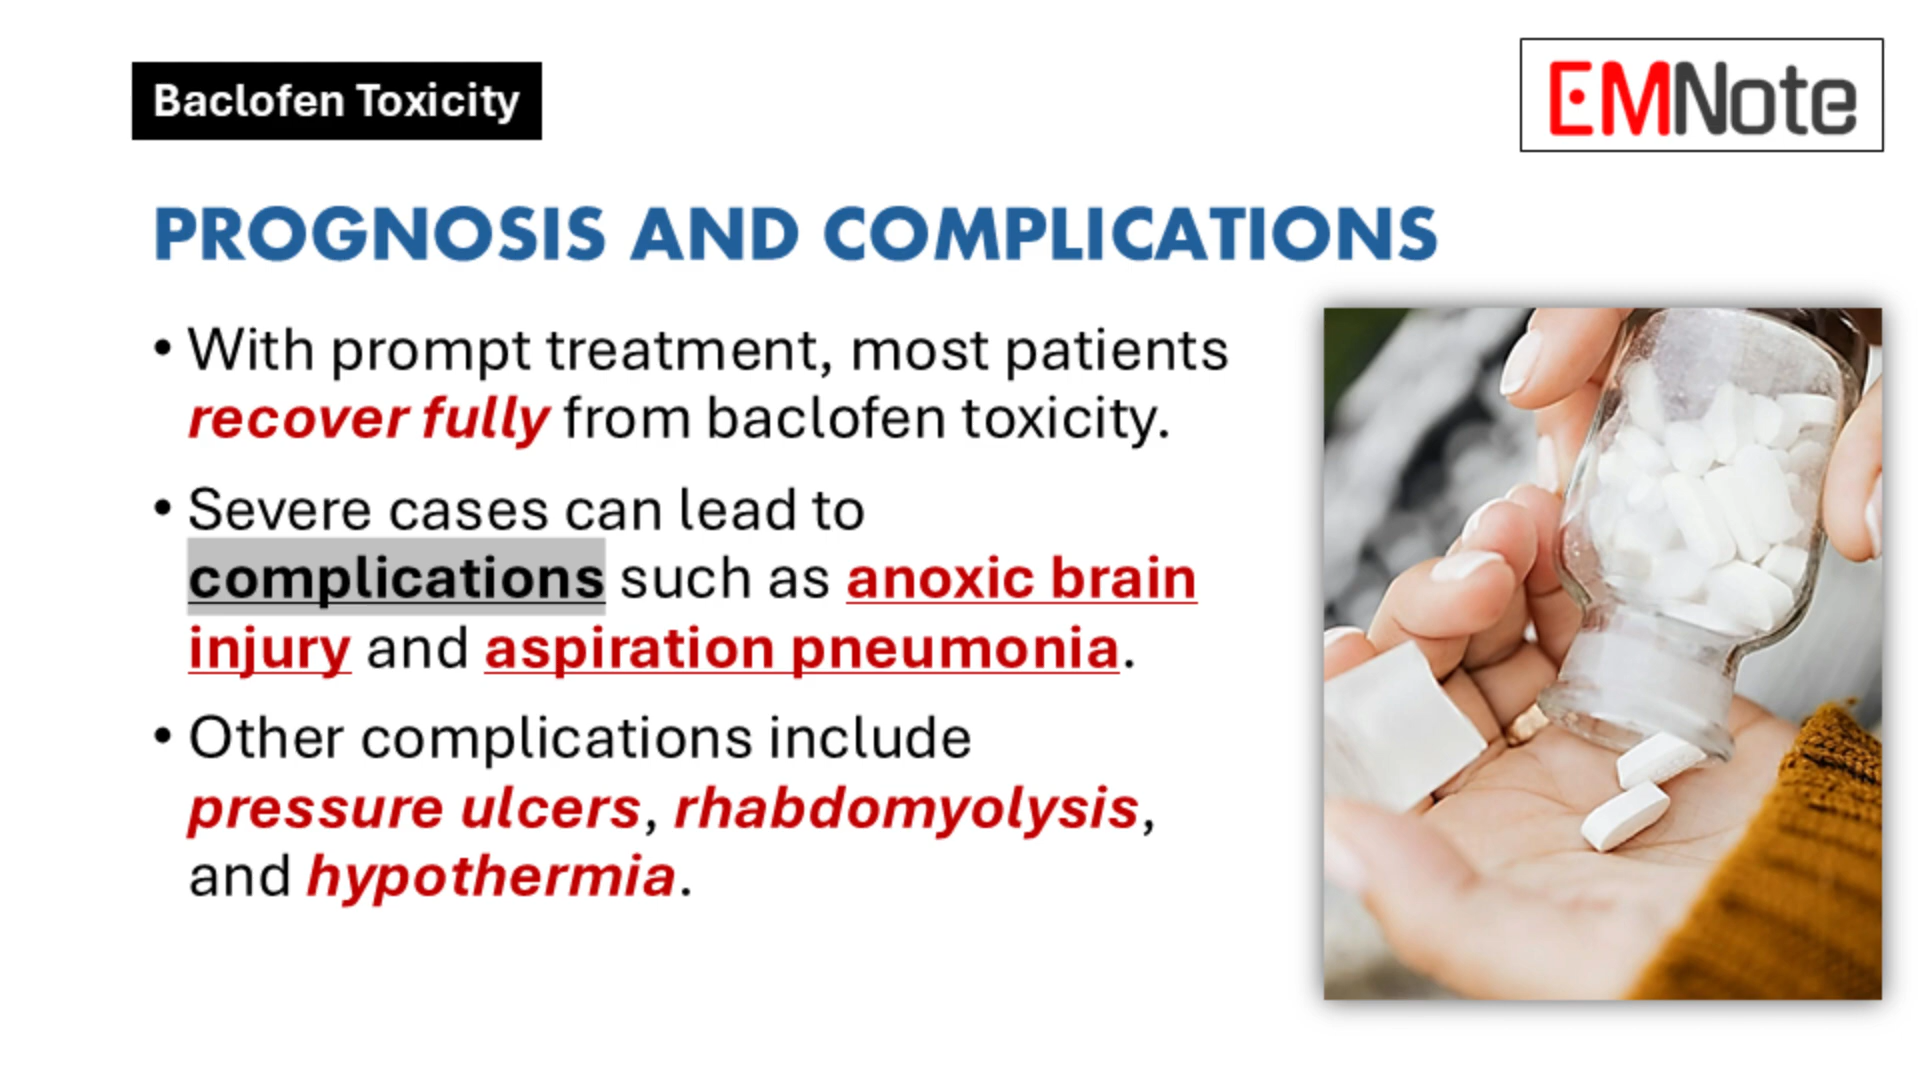 Baclofen Toxicity
EMNote
PROGNOSIS AND COMPLICATIONS
• With prompt treatment, most patients
recover fully from baclofen toxicity.
• Severe cases can lead to
complications such as anoxic brain
injury and aspiration pneumonia.
• Other complications include
pressure ulcers, rhabdomyolysis,
and hypothermia.